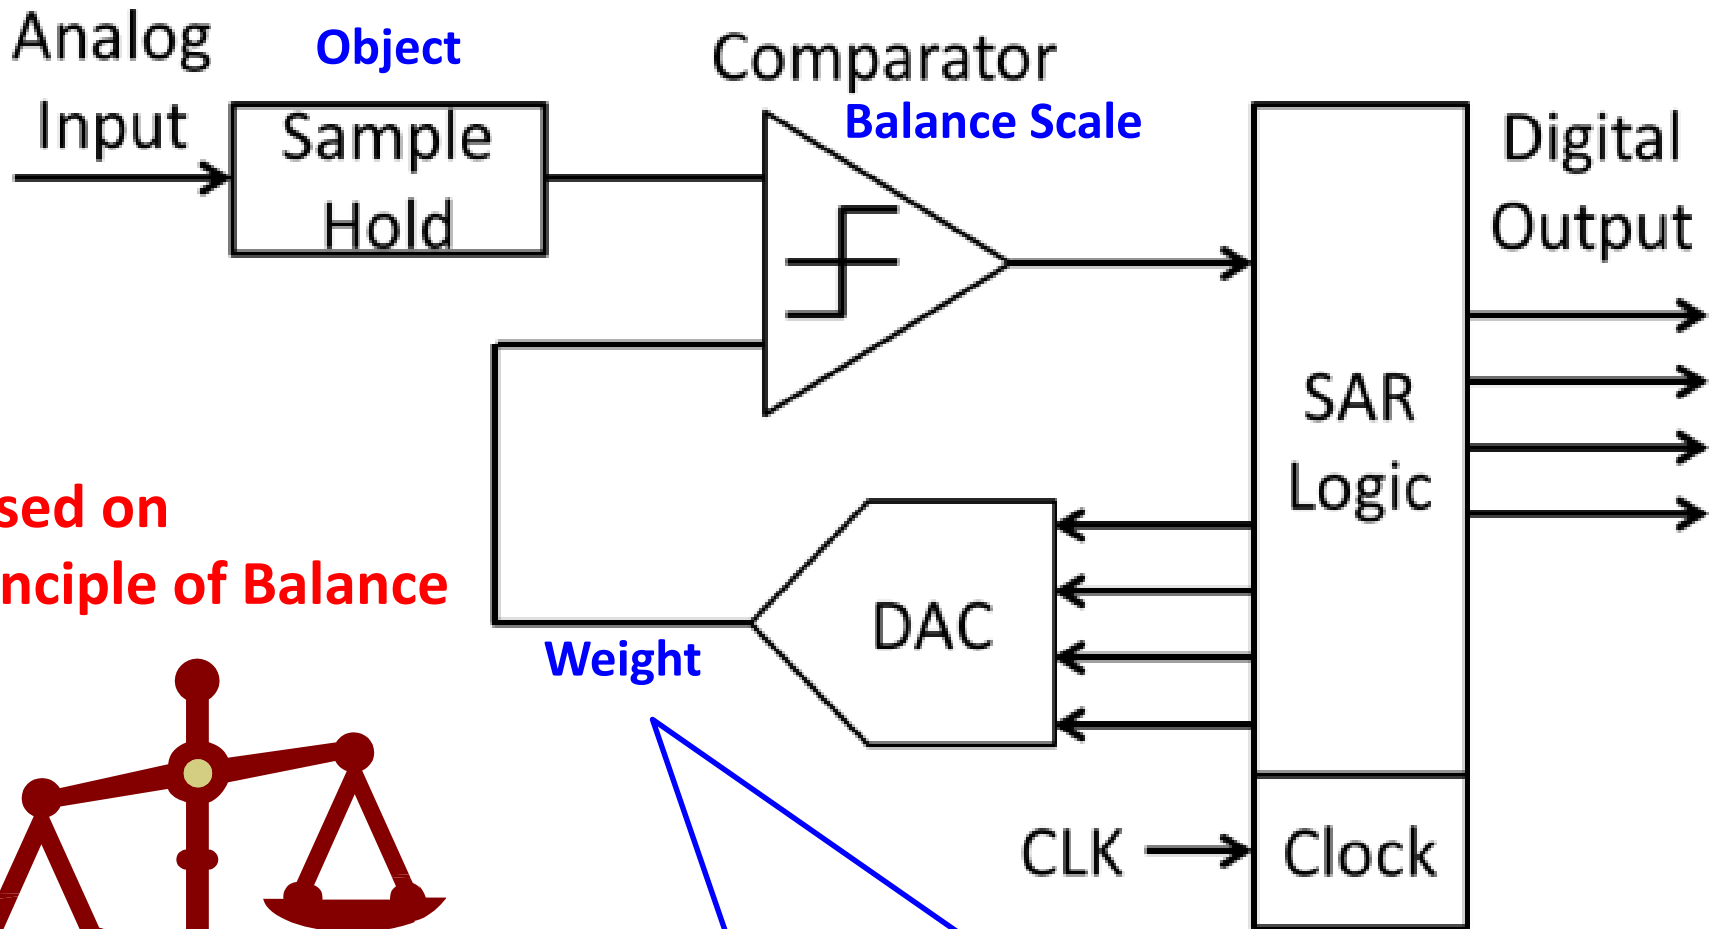 Analog
Input
Object
Sample
Hold
Comparator
Balance Scale
Digital
Output
SAR
Logic
sed on
nciple of Balance
DAC
Weight
CLK
Clock